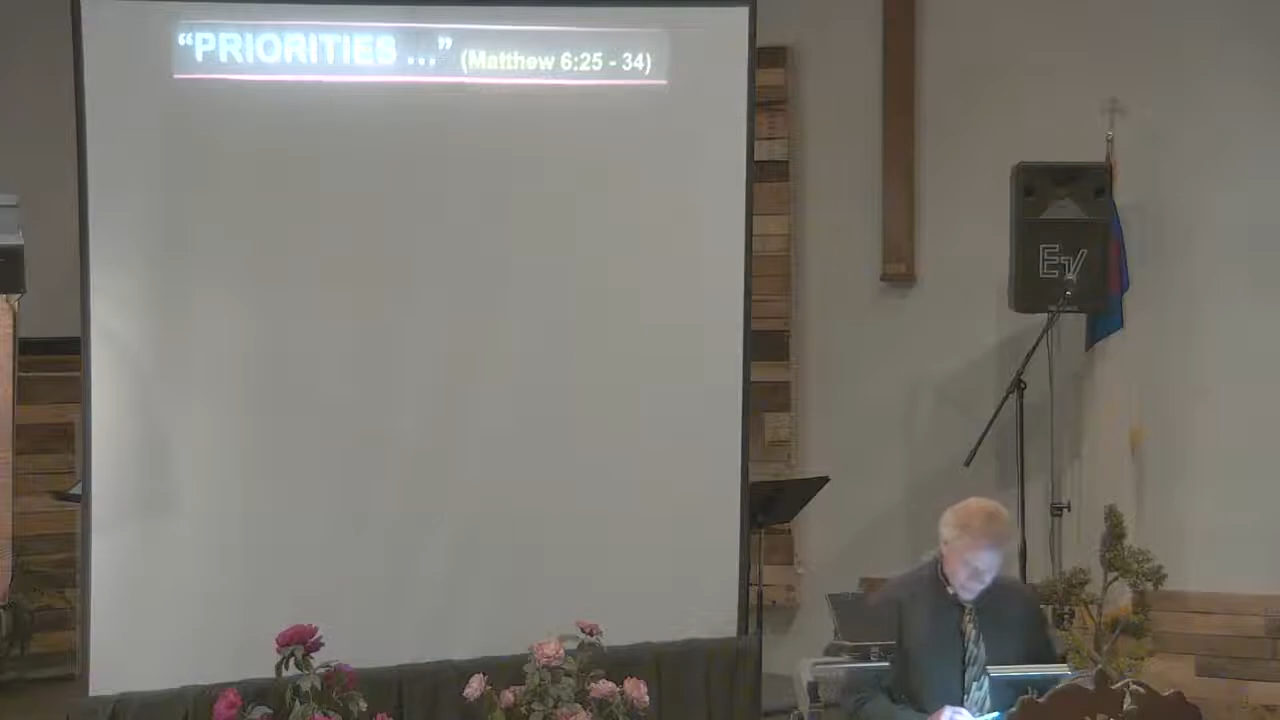 “PRIORITIES ...” (Matthew 6:25 - 34)
EV